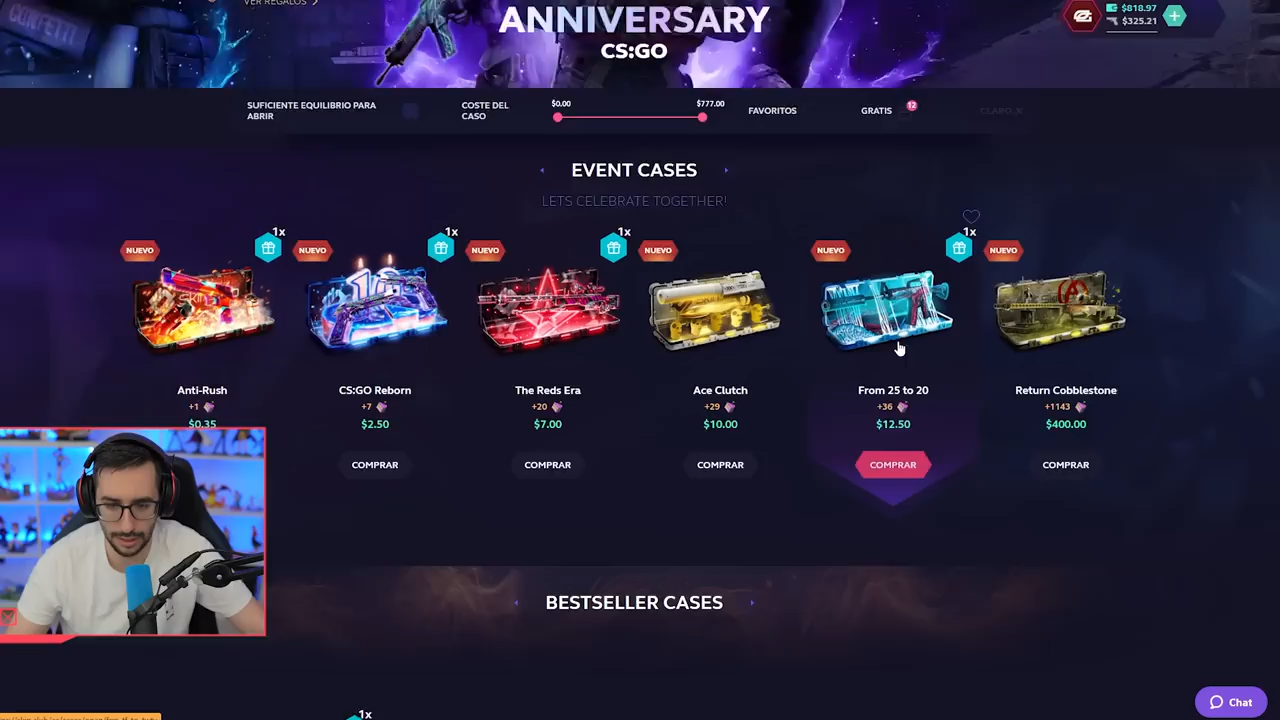 CONFETTI
VER REGALOS
ANNIVERSARY
CS:GO
$818.97
$325.21
SUFICIENTE EQUILIBRIO PARA
ABRIR
COSTE DEL
CASO
$0.00
$777.00
FAVORITOS
GRATIS
12
CLARO X
EVENT CASES
LETS CELEBRATE TOGETHER!
NUEVO
1x
NUEVO
1x
NUEVO
1x
NUEVO
NUEVO
1x
NUEVO
Anti-Rush
+1
$0.35
CS:GO Reborn
+7
$2.50
COMPRAR
The Reds Era
+20
$7.00
COMPRAR
Ace Clutch
+29
$10.00
COMPRAR
From 25 to 20
+36
$12.50
COMPRAR
Return Cobblestone
+1143
$400.00
COMPRAR
BESTSELLER CASES
1x
Chat